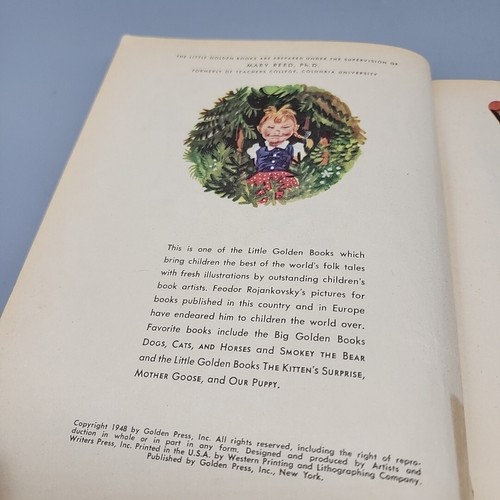 THE LITTLE GOLDEN BOOKS ARE PREPARED UNDER THE SUPERVISION OF
MARY REED, PH.D.
FORMERLY OF TEACHERS COLLEGE, COLUMBIA UNIVERSITY
This is one of the Little Golden Books which
bring children the best of the world's folk tales
with fresh illustrations by outstanding children's
book artists. Feodor Rojankovsky's pictures for
books published in this country and in Europe
have endeared him to children the world over.
Favorite books include the Big Golden Books
DOGS, CATS, AND HORSES and SMOKEY THE BEAR
and the Little Golden Books THE KITTEN'S SURPRISE,
MOTHER GOOSE, and OUR PUPPY.
Copyright 1948 by Golden Press, Inc. All rights reserved, including the right of repro-
duction in whole or in part in any form. Designed and produced by Artists and
Writers Press, Inc. Printed in the U.S.A. by Western Printing and Lithographing Company.
Published by Golden Press, Inc., New York.